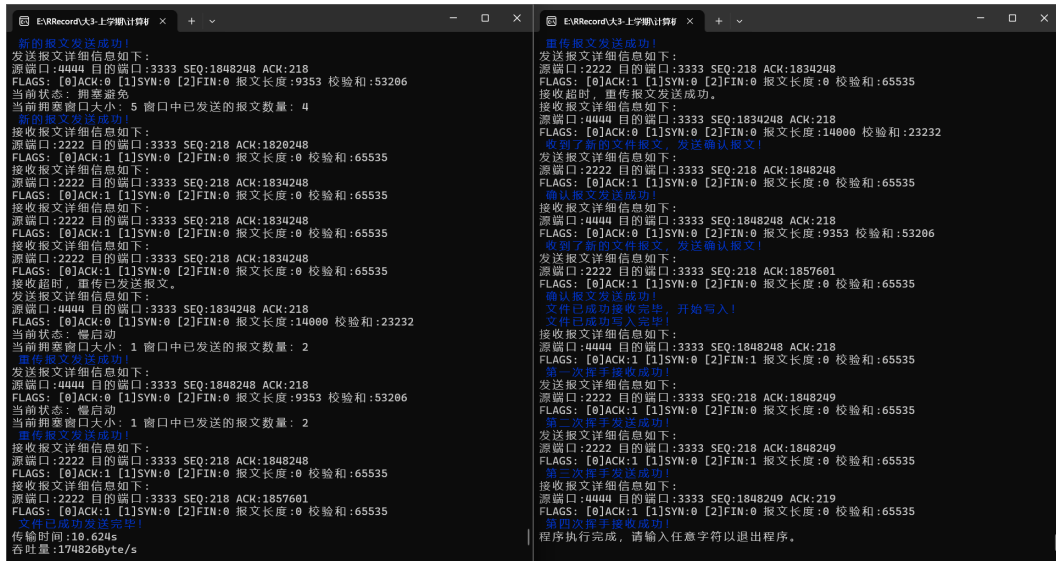 E:\RRecord\大3-上学期\计算机
新的报文发送成功!
发送报文详细信息如下:
源端口:4444 目的端口:3333 SEQ:1848248 ACK:218
FLAGS: [0]ACK:0 [1]SYN:0 [2]FIN:0 报文长度:9353 校验和:53206
当前状态: 拥塞避免
当前拥塞窗口大小: 5 窗口中已发送的报文数量: 4
新的报文发送成功!
接收报文详细信息如下:
源端口:2222 目的端口:3333 SEQ:218 ACK:1820248
FLAGS: [0]ACK:1 [1]SYN:0 [2]FIN:0 报文长度:0 校验和:65535
接收报文详细信息如下:
源端口:2222 目的端口:3333 SEQ:218 ACK:1834248
FLAGS: [0]ACK:1 [1]SYN:0 [2]FIN:0 报文长度:0 校验和:65535
接收报文详细信息如下:
源端口:2222 目的端口:3333 SEQ:218 ACK:1834248
FLAGS: [0]ACK:1 [1]SYN:0 [2]FIN:0 报文长度:0 校验和:65535
接收报文详细信息如下:
源端口:2222 目的端口:3333 SEQ:218 ACK:1834248
FLAGS: [0]ACK:1 [1]SYN:0 [2]FIN:0 报文长度:0 校验和:65535
接收超时, 重传已发送报文。
发送报文详细信息如下:
源端口:4444 目的端口:3333 SEQ:1834248 ACK:218
FLAGS: [0]ACK:0 [1]SYN:0 [2]FIN:0 报文长度:14000 校验和:23232
当前状态: 慢启动
当前拥塞窗口大小: 1 窗口中已发送的报文数量: 2
重传报文发送成功!
发送报文详细信息如下:
源端口:4444 目的端口:3333 SEQ:1848248 ACK:218
FLAGS: [0]ACK:0 [1]SYN:0 [2]FIN:0 报文长度:9353 校验和:53206
当前状态: 慢启动
当前拥塞窗口大小: 1 窗口中已发送的报文数量: 2
重传报文发送成功!
接收报文详细信息如下:
源端口:2222 目的端口:3333 SEQ:218 ACK:1848248
FLAGS: [0]ACK:1 [1]SYN:0 [2]FIN:0 报文长度:0 校验和:65535
接收报文详细信息如下:
源端口:2222 目的端口:3333 SEQ:218 ACK:1857601
FLAGS: [0]ACK:1 [1]SYN:0 [2]FIN:0 报文长度:0 校验和:65535
文件已成功发送完毕!
传输时间:10.624s
吞吐量:174826Byte/s
E:\RRecord\大3-上学期\计算机
重传报文发送成功!
发送报文详细信息如下:
源端口:2222 目的端口:3333 SEQ:218 ACK:1834248
FLAGS: [0]ACK:1 [1]SYN:0 [2]FIN:0 报文长度:0 校验和:65535
接收超时, 重传报文发送成功。
接收报文详细信息如下:
源端口:4444 目的端口:3333 SEQ:1834248 ACK:218
FLAGS: [0]ACK:0 [1]SYN:0 [2]FIN:0 报文长度:14000 校验和:23232
收到了新的文件报文, 发送确认报文!
发送报文详细信息如下:
源端口:2222 目的端口:3333 SEQ:218 ACK:1848248
FLAGS: [0]ACK:1 [1]SYN:0 [2]FIN:0 报文长度:0 校验和:65535
确认报文发送成功!
接收报文详细信息如下:
源端口:4444 目的端口:3333 SEQ:1848248 ACK:218
FLAGS: [0]ACK:0 [1]SYN:0 [2]FIN:0 报文长度:9353 校验和:53206
收到了新的文件报文, 发送确认报文!
发送报文详细信息如下:
源端口:2222 目的端口:3333 SEQ:218 ACK:1857601
FLAGS: [0]ACK:1 [1]SYN:0 [2]FIN:0 报文长度:0 校验和:65535
确认报文发送成功!
文件已成功接收完毕, 开始写入!
文件已成功写入完毕!
接收报文详细信息如下:
源端口:4444 目的端口:3333 SEQ:1848248 ACK:218
FLAGS: [0]ACK:1 [1]SYN:0 [2]FIN:1 报文长度:0 校验和:65535
第一次挥手接收成功!
发送报文详细信息如下:
源端口:2222 目的端口:3333 SEQ:218 ACK:1848249
FLAGS: [0]ACK:1 [1]SYN:0 [2]FIN:0 报文长度:0 校验和:65535
第二次挥手发送成功!
发送报文详细信息如下:
源端口:2222 目的端口:3333 SEQ:218 ACK:1848249
FLAGS: [0]ACK:1 [1]SYN:0 [2]FIN:1 报文长度:0 校验和:65535
第三次挥手发送成功!
接收报文详细信息如下:
源端口:4444 目的端口:3333 SEQ:1848249 ACK:219
FLAGS: [0]ACK:1 [1]SYN:0 [2]FIN:0 报文长度:0 校验和:65535
第四次挥手接收成功!
程序执行完成, 请输入任意字符以退出程序。